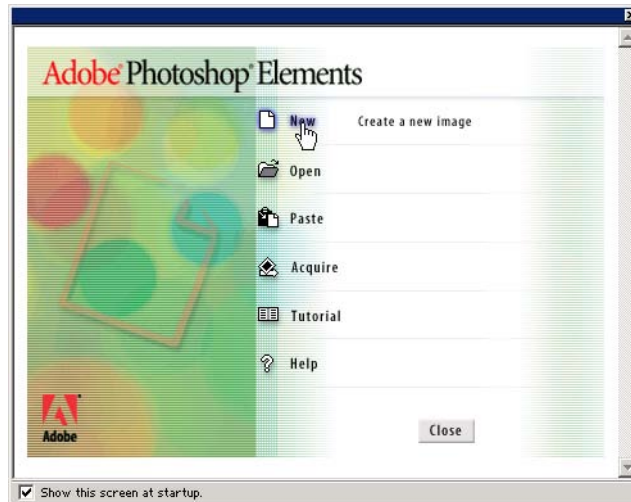 Adobe® Photoshop® Elements
New Create a new image
Open
Paste
Acquire
Tutorial
Help
Adobe
Close
Show this screen at startup.